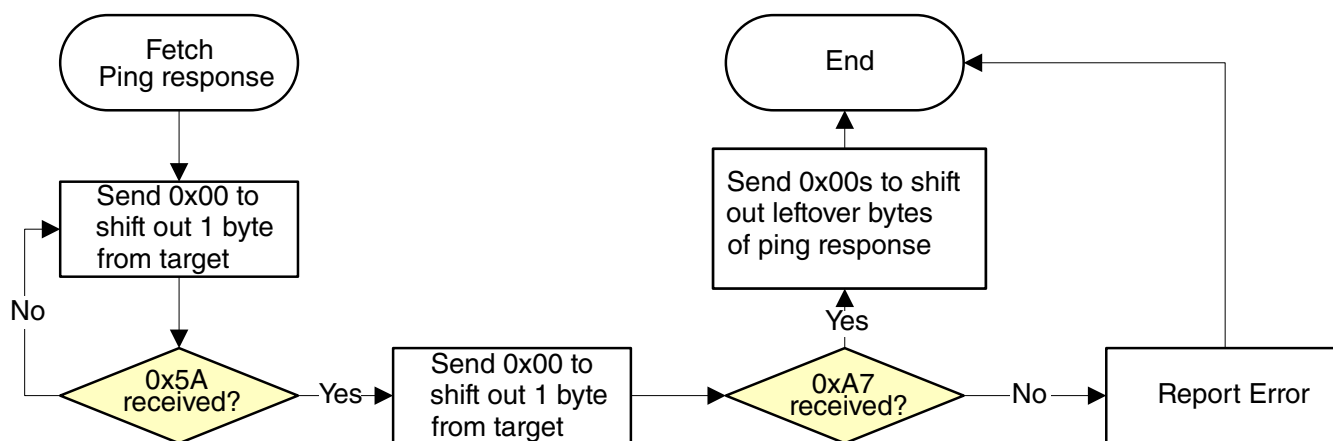 Fetch
Ping response
Send 0x00 to
shift out 1 byte
from target
No
0x5A
received?
Yes
Send 0x00 to
shift out 1 byte
from target
0xA7
received?
Yes
Send 0x00s to shift
out leftover bytes
of ping response
End
No
Report Error